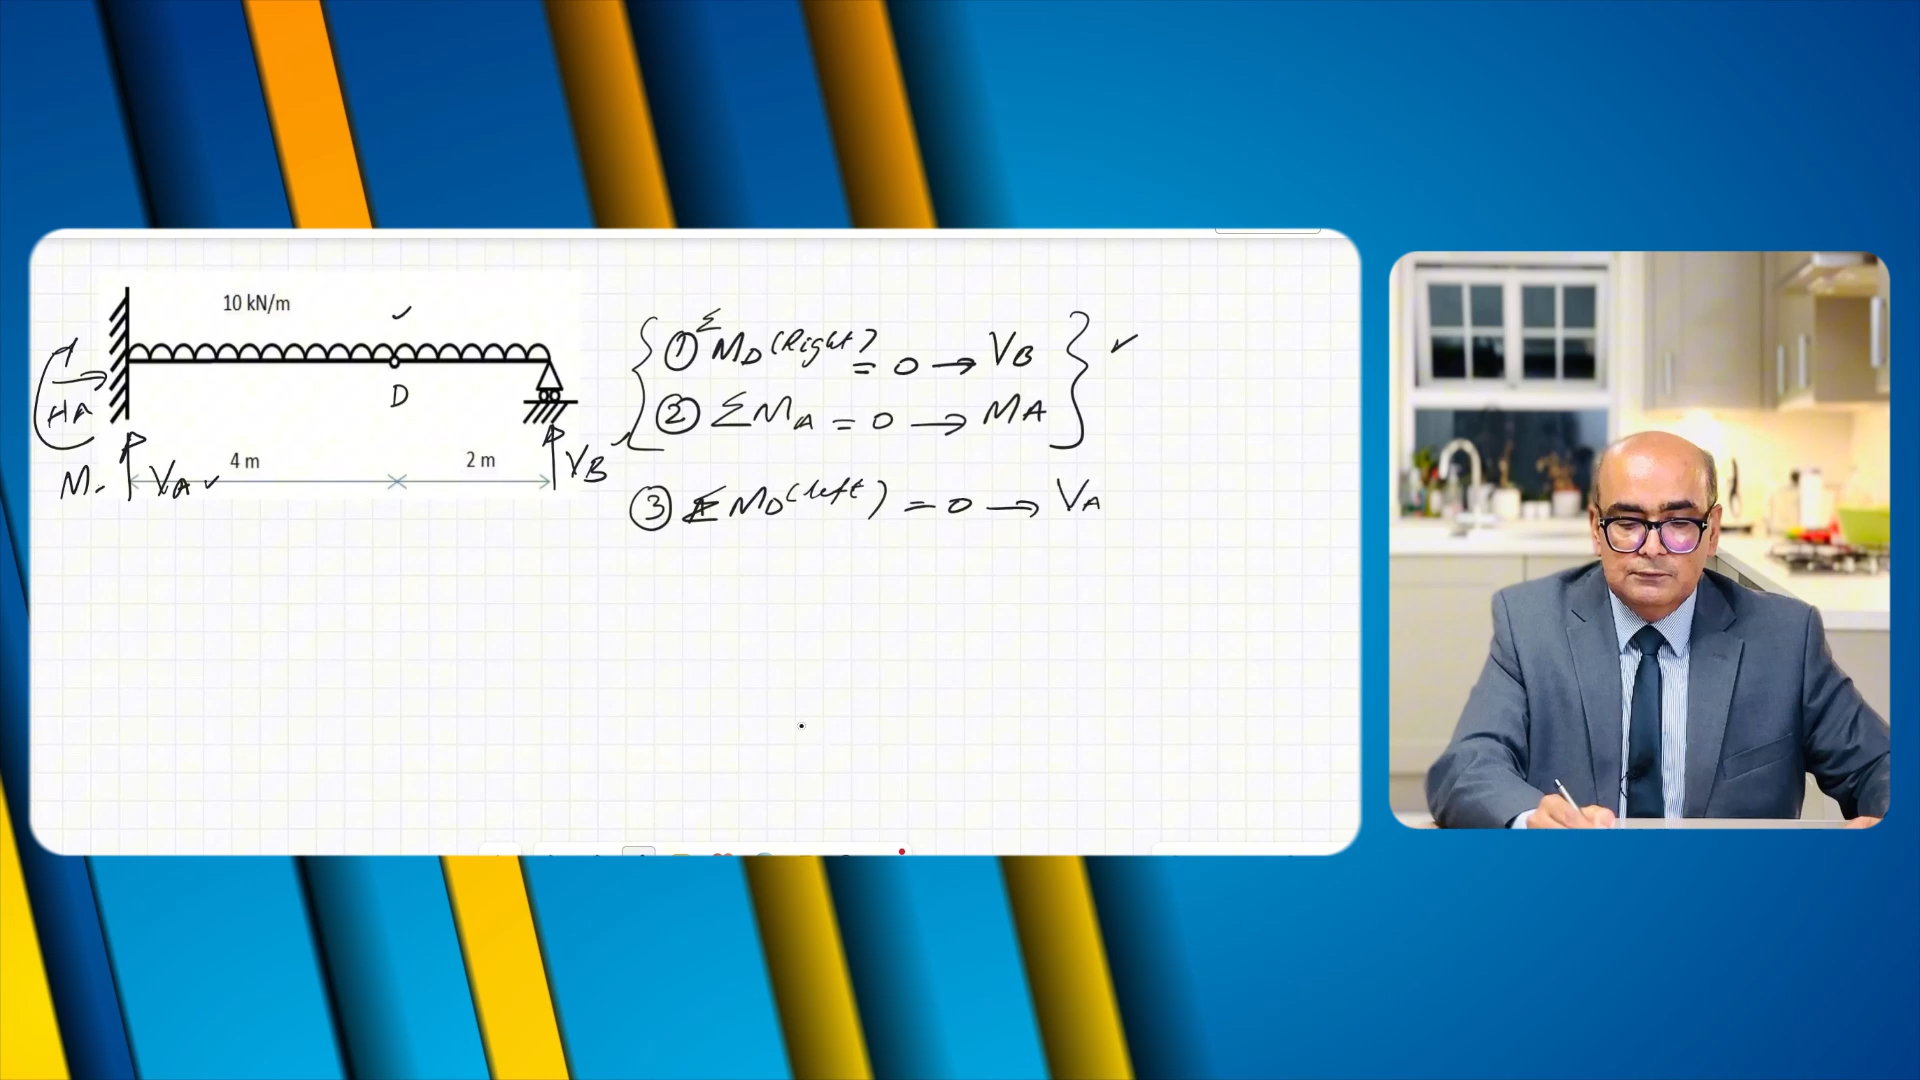 10 kN/m
HA
D
M
VA
4 m
2 m
VB
① ΣMD(Right) = 0 → VB
② ΣMA = 0 → MA
③ ΣMD(left) = 0 → VA